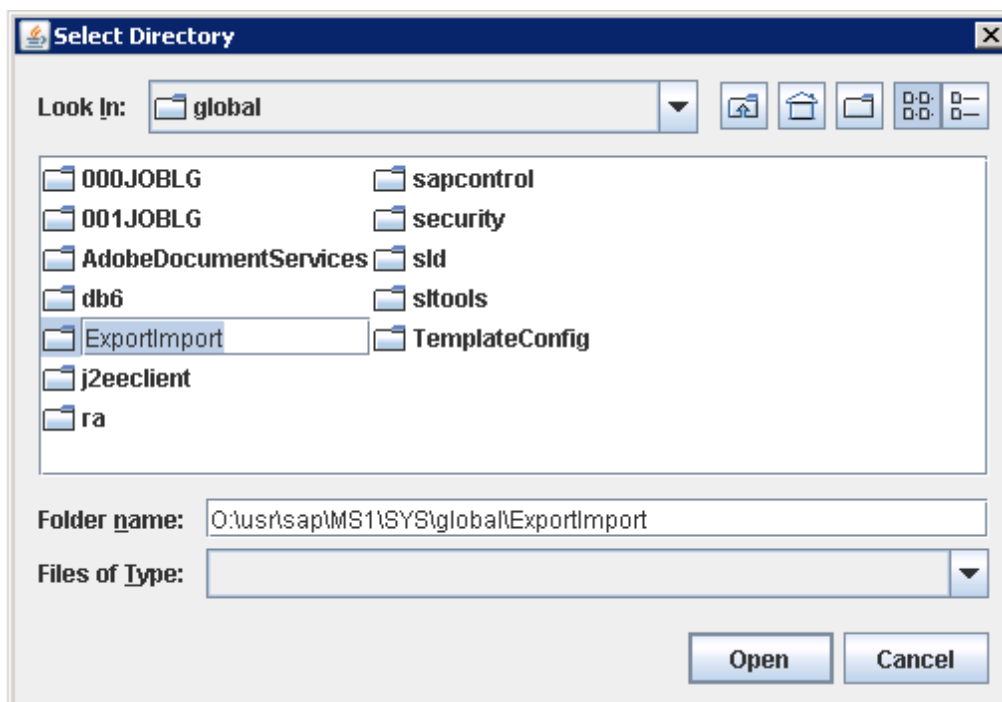 Select Directory
Look In: global
000JOBLG sapcontrol
001JOBLG security
AdobeDocumentServices sld
db6 sltools
ExportImport TemplateConfig
j2eeclient
ra
Folder name: O:\usr\sap\MS1\SYS\global\ExportImport
Files of Type:
Open Cancel